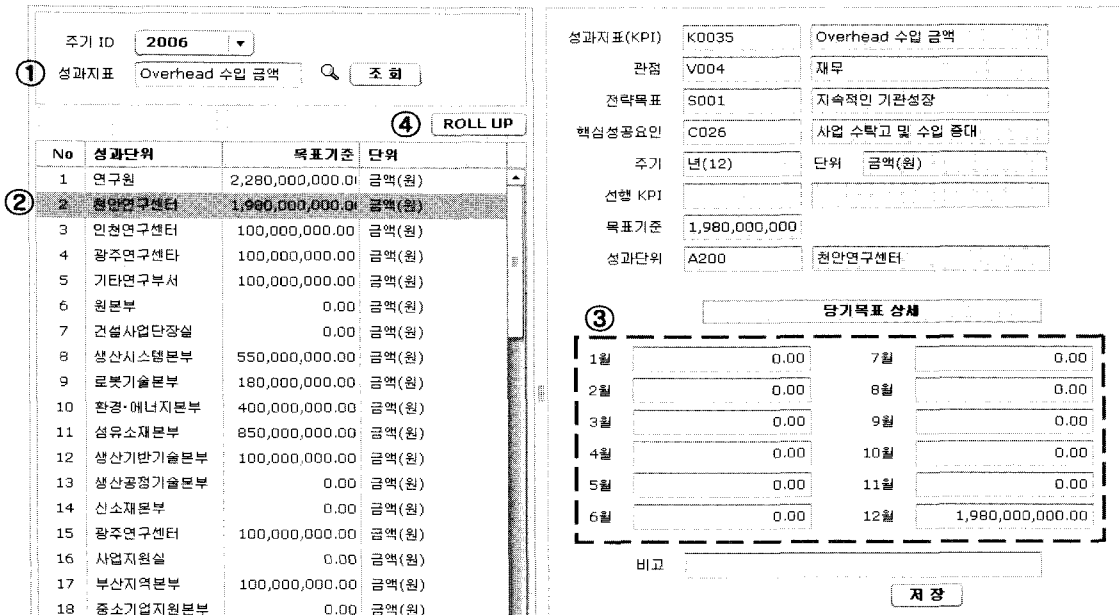 주기 ID 2006
① 성과지표 Overhead 수입 금액 조 회
④ ROLL UP
No 성과단위 목표기준 단위
1 연구원 2,280,000,000.0 금액(원)
② 2 천안연구센터 1,980,000,000.0 금액(원)
3 인천연구센터 100,000,000.00 금액(원)
4 광주연구센타 100,000,000.00 금액(원)
5 기타연구부서 100,000,000.00 금액(원)
6 원본부 0.00 금액(원)
7 건설사업단장실 0.00 금액(원)
8 생산시스템본부 550,000,000.00 금액(원)
9 로봇기술본부 180,000,000.00 금액(원)
10 환경·에너지본부 400,000,000.00 금액(원)
11 섬유소재본부 850,000,000.00 금액(원)
12 생산기반기술본부 100,000,000.00 금액(원)
13 생산공정기술본부 0.00 금액(원)
14 신소재본부 0.00 금액(원)
15 광주연구센터 100,000,000.00 금액(원)
16 사업지원실 0.00 금액(원)
17 부산지역본부 100,000,000.00 금액(원)
18 중소기업지원본부 0.00 금액(원)
성과지표(KPI) K0035 Overhead 수입 금액
관점 V004 재무
전략목표 S001 지속적인 기관성장
핵심성공요인 C026 사업 수탁고 및 수입 증대
주기 년(12) 단위 금액(원)
선행 KPI
목표기준 1,980,000,000
성과단위 A200 천안연구센터
③ 당기목표 상세
1월 0.00 7월 0.00
2월 0.00 8월 0.00
3월 0.00 9월 0.00
4월 0.00 10월 0.00
5월 0.00 11월 0.00
6월 0.00 12월 1,980,000,000.00
비고
저 장